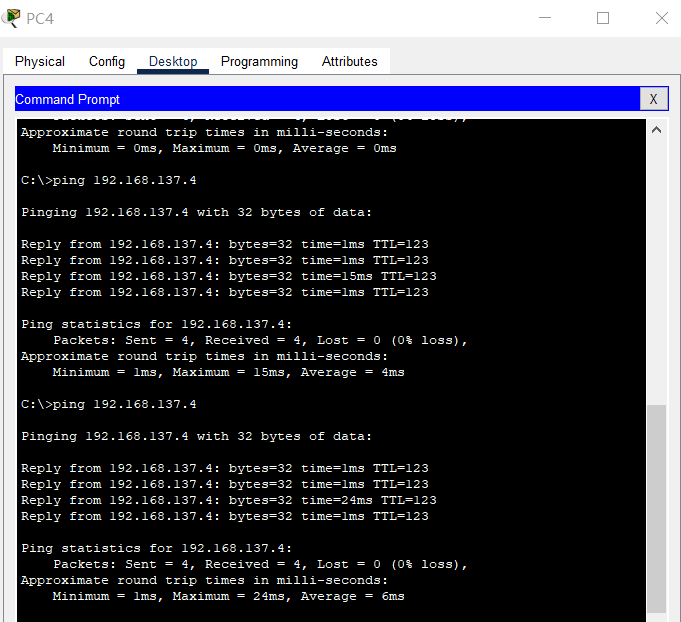 PC4
Physical Config Desktop Programming Attributes
Command Prompt X
Approximate round trip times in milli-seconds:
Minimum = 0ms, Maximum = 0ms, Average = 0ms
C:\>ping 192.168.137.4
Pinging 192.168.137.4 with 32 bytes of data:
Reply from 192.168.137.4: bytes=32 time=1ms TTL=123
Reply from 192.168.137.4: bytes=32 time=1ms TTL=123
Reply from 192.168.137.4: bytes=32 time=15ms TTL=123
Reply from 192.168.137.4: bytes=32 time=1ms TTL=123
Ping statistics for 192.168.137.4:
Packets: Sent = 4, Received = 4, Lost = 0 (0% loss),
Approximate round trip times in milli-seconds:
Minimum = 1ms, Maximum = 15ms, Average = 4ms
C:\>ping 192.168.137.4
Pinging 192.168.137.4 with 32 bytes of data:
Reply from 192.168.137.4: bytes=32 time=1ms TTL=123
Reply from 192.168.137.4: bytes=32 time=1ms TTL=123
Reply from 192.168.137.4: bytes=32 time=24ms TTL=123
Reply from 192.168.137.4: bytes=32 time=1ms TTL=123
Ping statistics for 192.168.137.4:
Packets: Sent = 4, Received = 4, Lost = 0 (0% loss),
Approximate round trip times in milli-seconds:
Minimum = 1ms, Maximum = 24ms, Average = 6ms